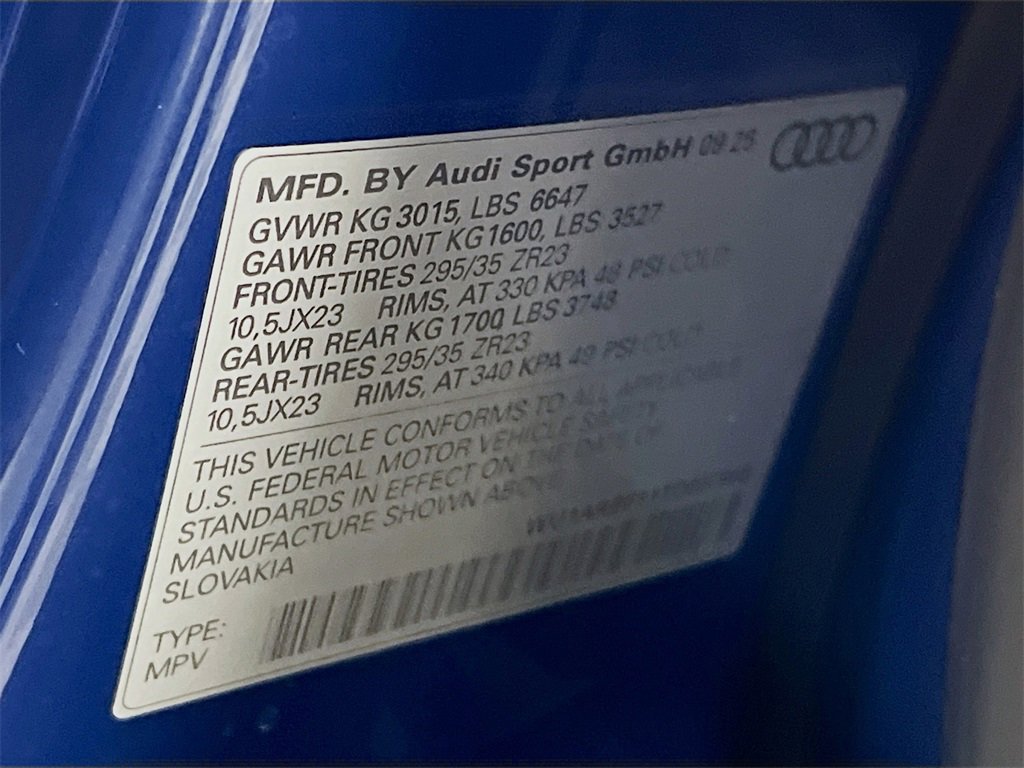 MFD. BY Audi Sport GmbH 09 25
GVWR KG 3015, LBS 6647
GAWR FRONT KG1600, LBS 3527
FRONT-TIRES 295/35 ZR23
10,5JX23 RIMS, AT 330 KPA 48 PSI COLD
GAWR REAR KG 1700, LBS 3748
REAR-TIRES 295/35 ZR23
10,5JX23 RIMS, AT 340 KPA 49 PSI COLD
THIS VEHICLE CONFORMS TO ALL APPLICABLE
U.S. FEDERAL MOTOR VEHICLE SAFETY
STANDARDS IN EFFECT ON THE DATE OF
MANUFACTURE SHOWN ABOVE
SLOVAKIA
TYPE:
MPV